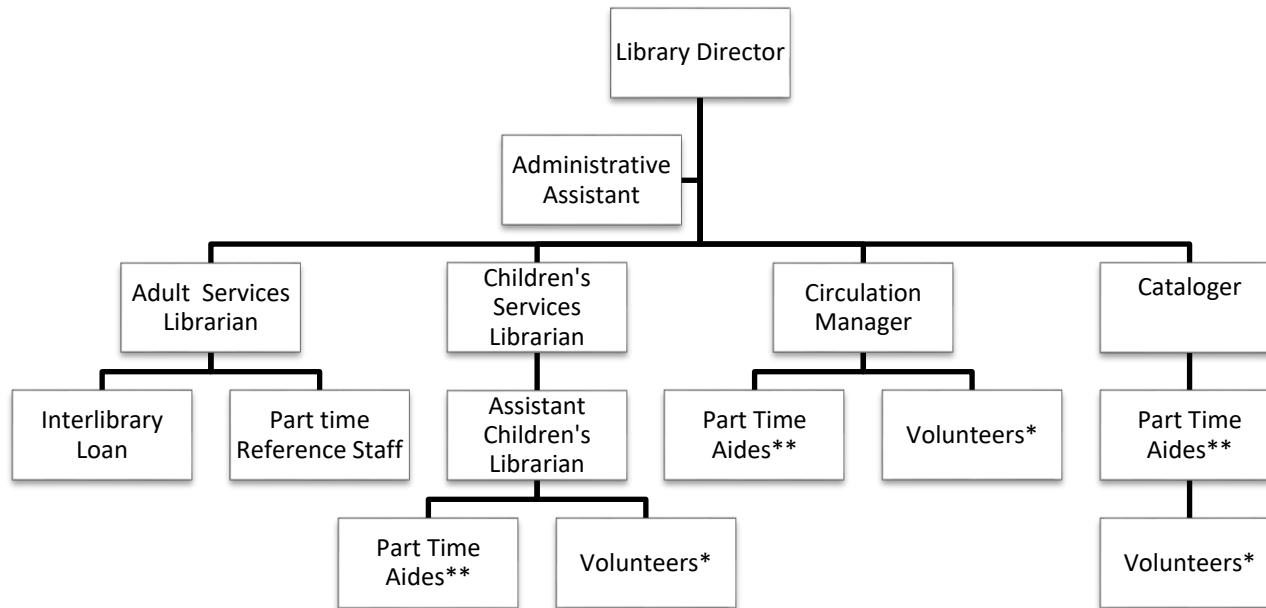 Library Director
Administrative
Assistant
Adult Services
Librarian
Children's
Services
Librarian
Circulation
Manager
Cataloger
Interlibrary
Loan
Part time
Reference Staff
Assistant
Children's
Librarian
Part Time
Aides**
Volunteers*
Part Time
Aides**
Part Time
Aides**
Volunteers*
Volunteers*